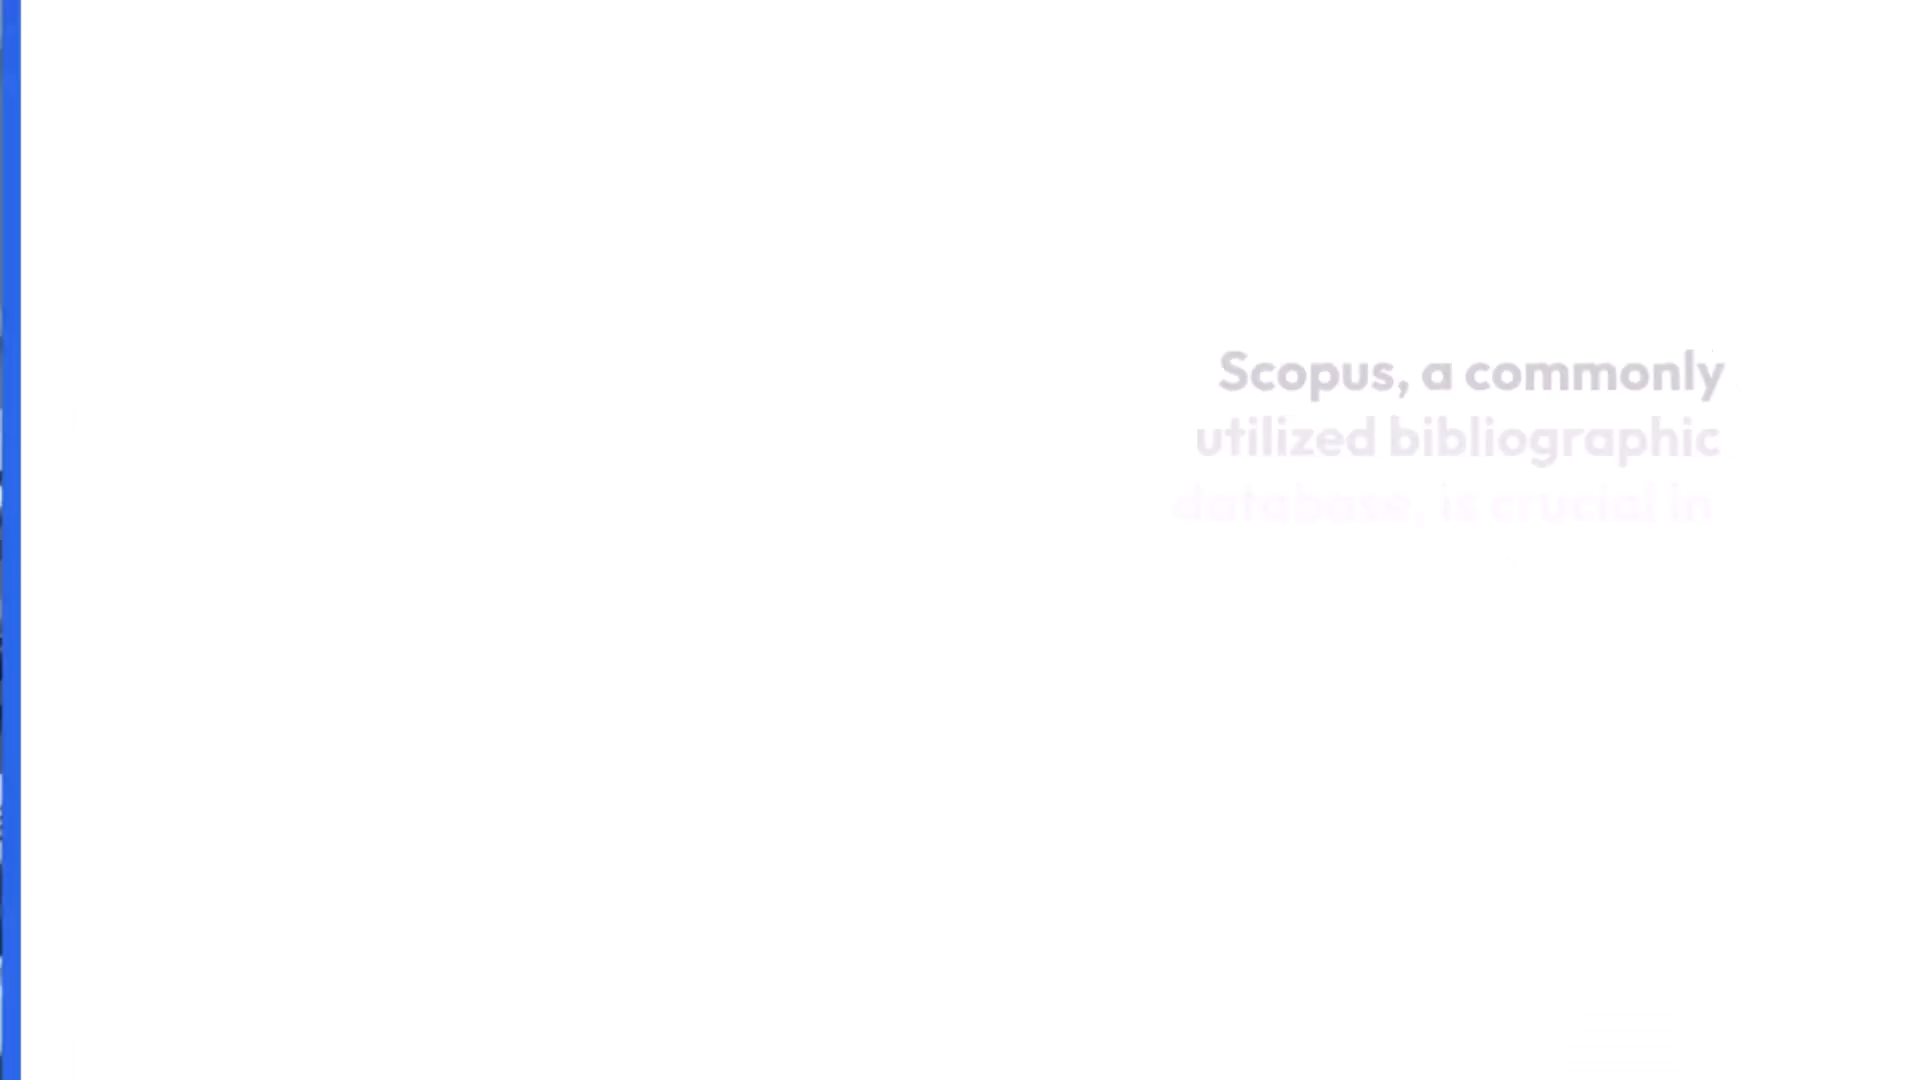 Scopus, a commonly
utilized bibliographic
database, is crucial in